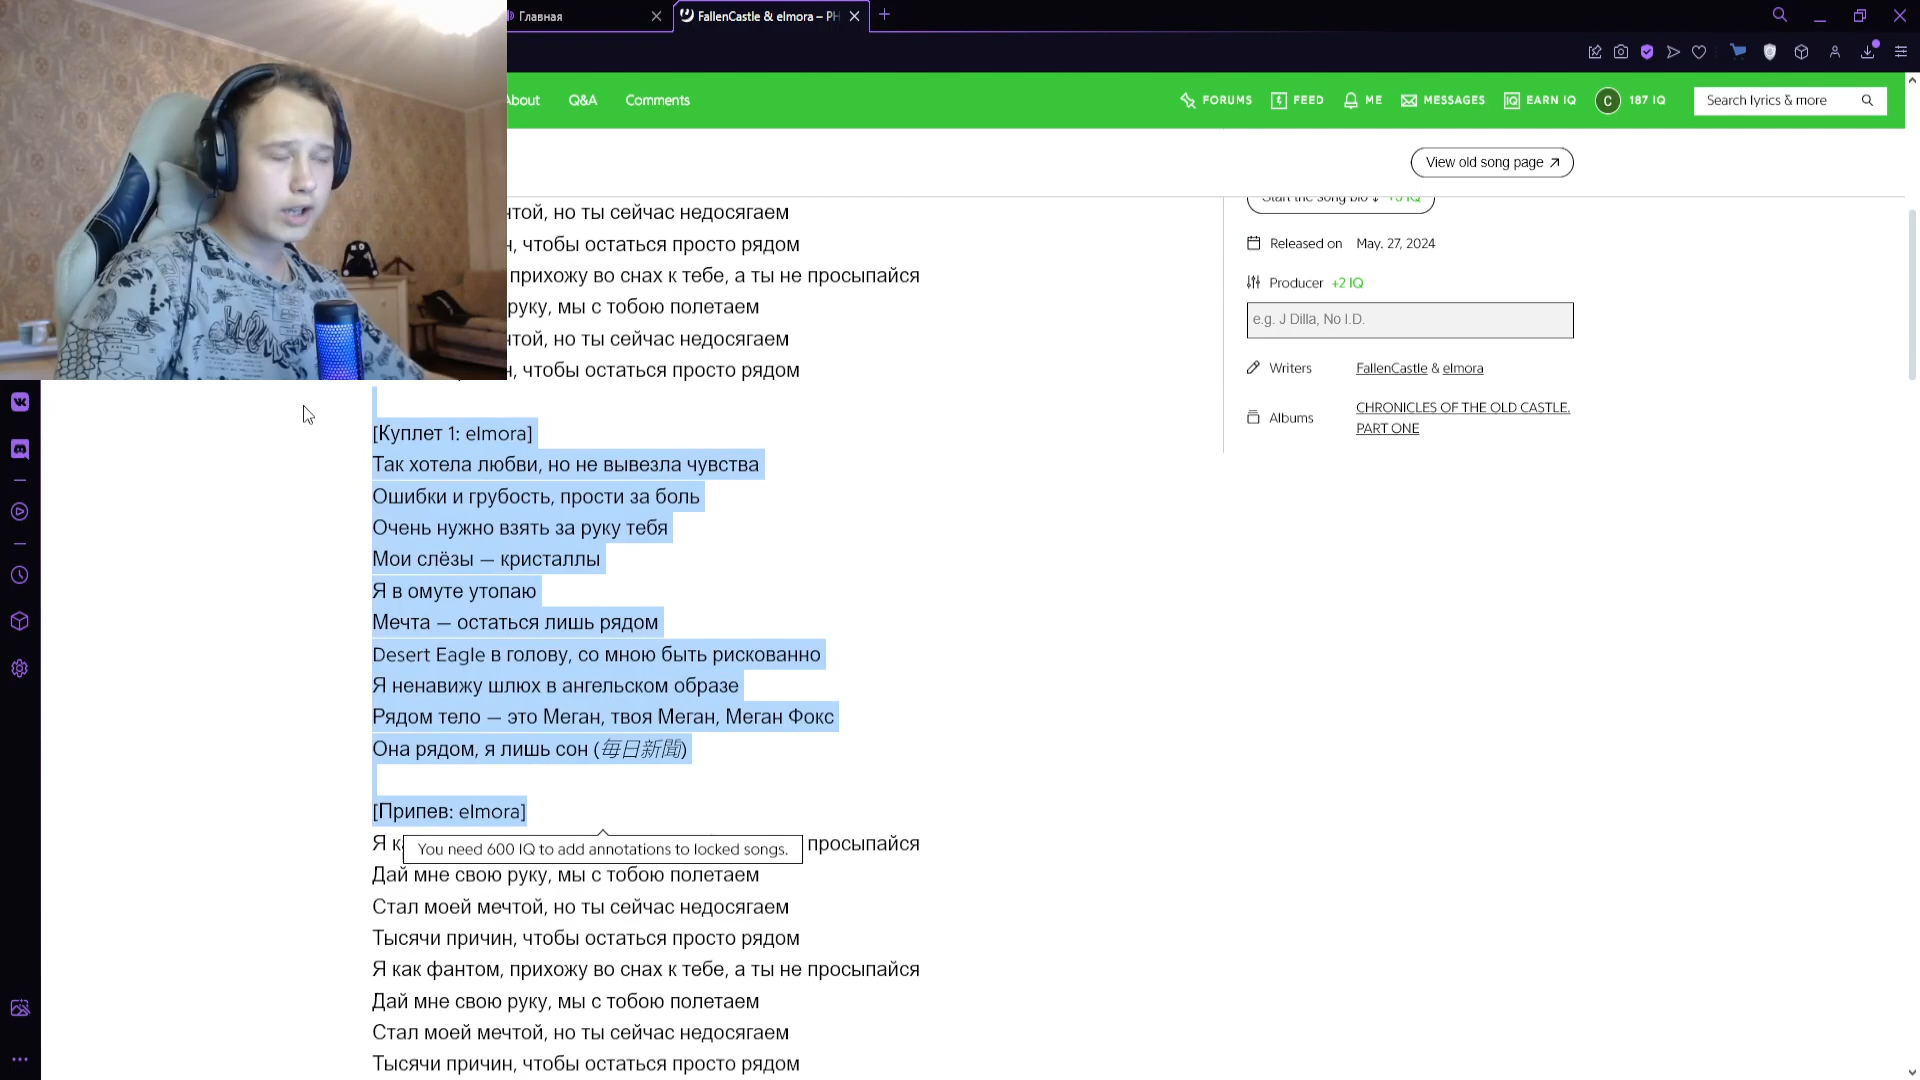 Главная
FallenCastle & elmora – PH
About
Q&A
Comments
FORUMS
FEED
ME
MESSAGES
EARN IQ
C
187 IQ
Search lyrics & more
View old song page
Start the song bio
+5 IQ
Released on May. 27, 2024
Producer +2 IQ
e.g. J Dilla, No I.D.
Writers FallenCastle & elmora
Albums CHRONICLES OF THE OLD CASTLE.
PART ONE
но ты сейчас недосягаем
чтобы остаться просто рядом
прихожу во снах к тебе, а ты не просыпайся
руку, мы с тобою полетаем
но ты сейчас недосягаем
чтобы остаться просто рядом
[Куплет 1: elmora]
Так хотела любви, но не вывезла чувства
Ошибки и грубость, прости за боль
Очень нужно взять за руку тебя
Мои слёзы — кристаллы
Я в омуте утопаю
Мечта — остаться лишь рядом
Desert Eagle в голову, со мною быть рискованно
Я ненавижу шлюх в ангельском образе
Рядом тело — это Меган, твоя Меган, Меган Фокс
Она рядом, я лишь сон (毎日新聞)
[Припев: elmora]
Я просыпайся
You need 600 IQ to add annotations to locked songs.
Дай мне свою руку, мы с тобою полетаем
Стал моей мечтой, но ты сейчас недосягаем
Тысячи причин, чтобы остаться просто рядом
Я как фантом, прихожу во снах к тебе, а ты не просыпайся
Дай мне свою руку, мы с тобою полетаем
Стал моей мечтой, но ты сейчас недосягаем
Тысячи причин, чтобы остаться просто рядом